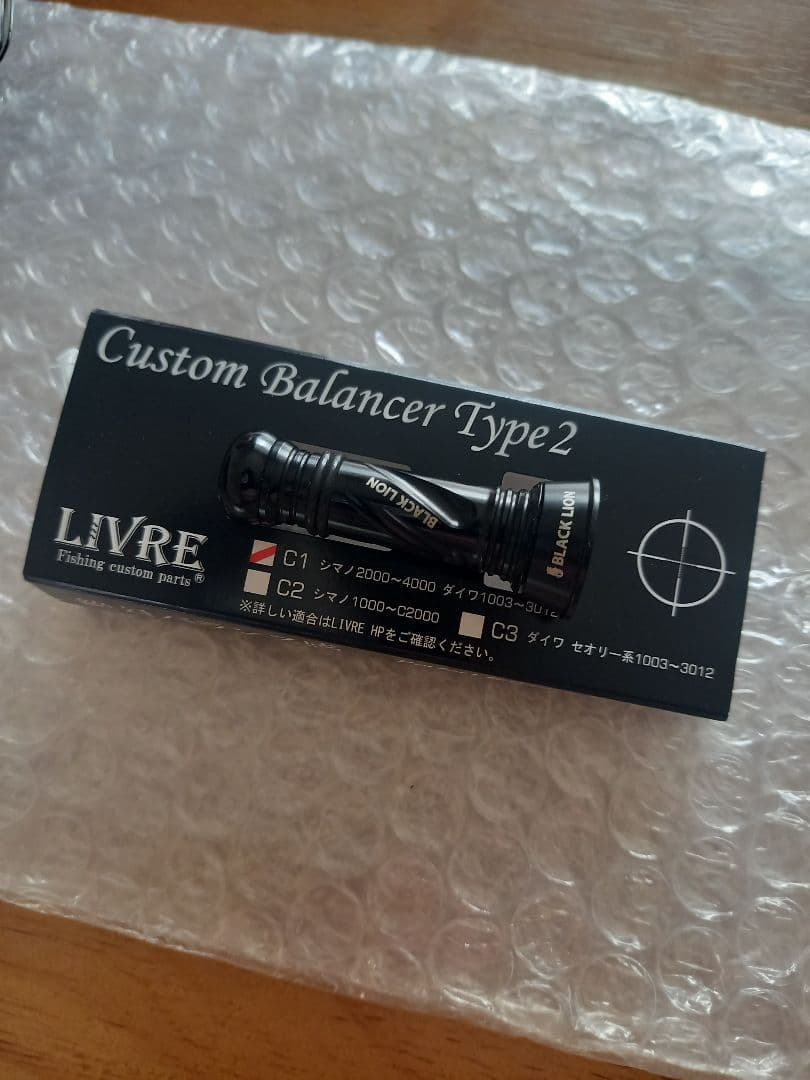 Custom Balancer Type2
BLACK LION
BLACK LION
BLACK LION
LIVRE
Fishing custom parts®
C1 シマノ2000～4000 ダイワ1003～3012
C2 シマノ1000～C2000
C3 ダイワ セオリー系1003～3012
※詳しい適合はLIVRE HPをご確認ください。